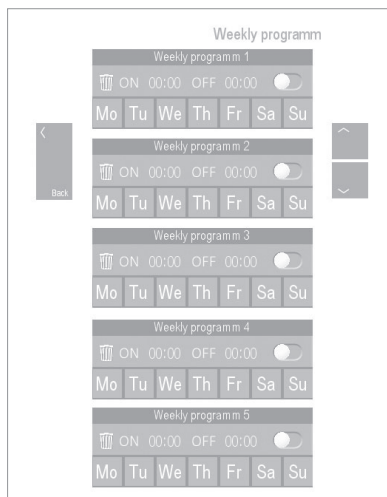 Weekly programm
Weekly programm 1
ON 00:00 OFF 00:00
Mo Tu We Th Fr Sa Su
Back
Weekly programm 2
ON 00:00 OFF 00:00
Mo Tu We Th Fr Sa Su
Weekly programm 3
ON 00:00 OFF 00:00
Mo Tu We Th Fr Sa Su
Weekly programm 4
ON 00:00 OFF 00:00
Mo Tu We Th Fr Sa Su
Weekly programm 5
ON 00:00 OFF 00:00
Mo Tu We Th Fr Sa Su